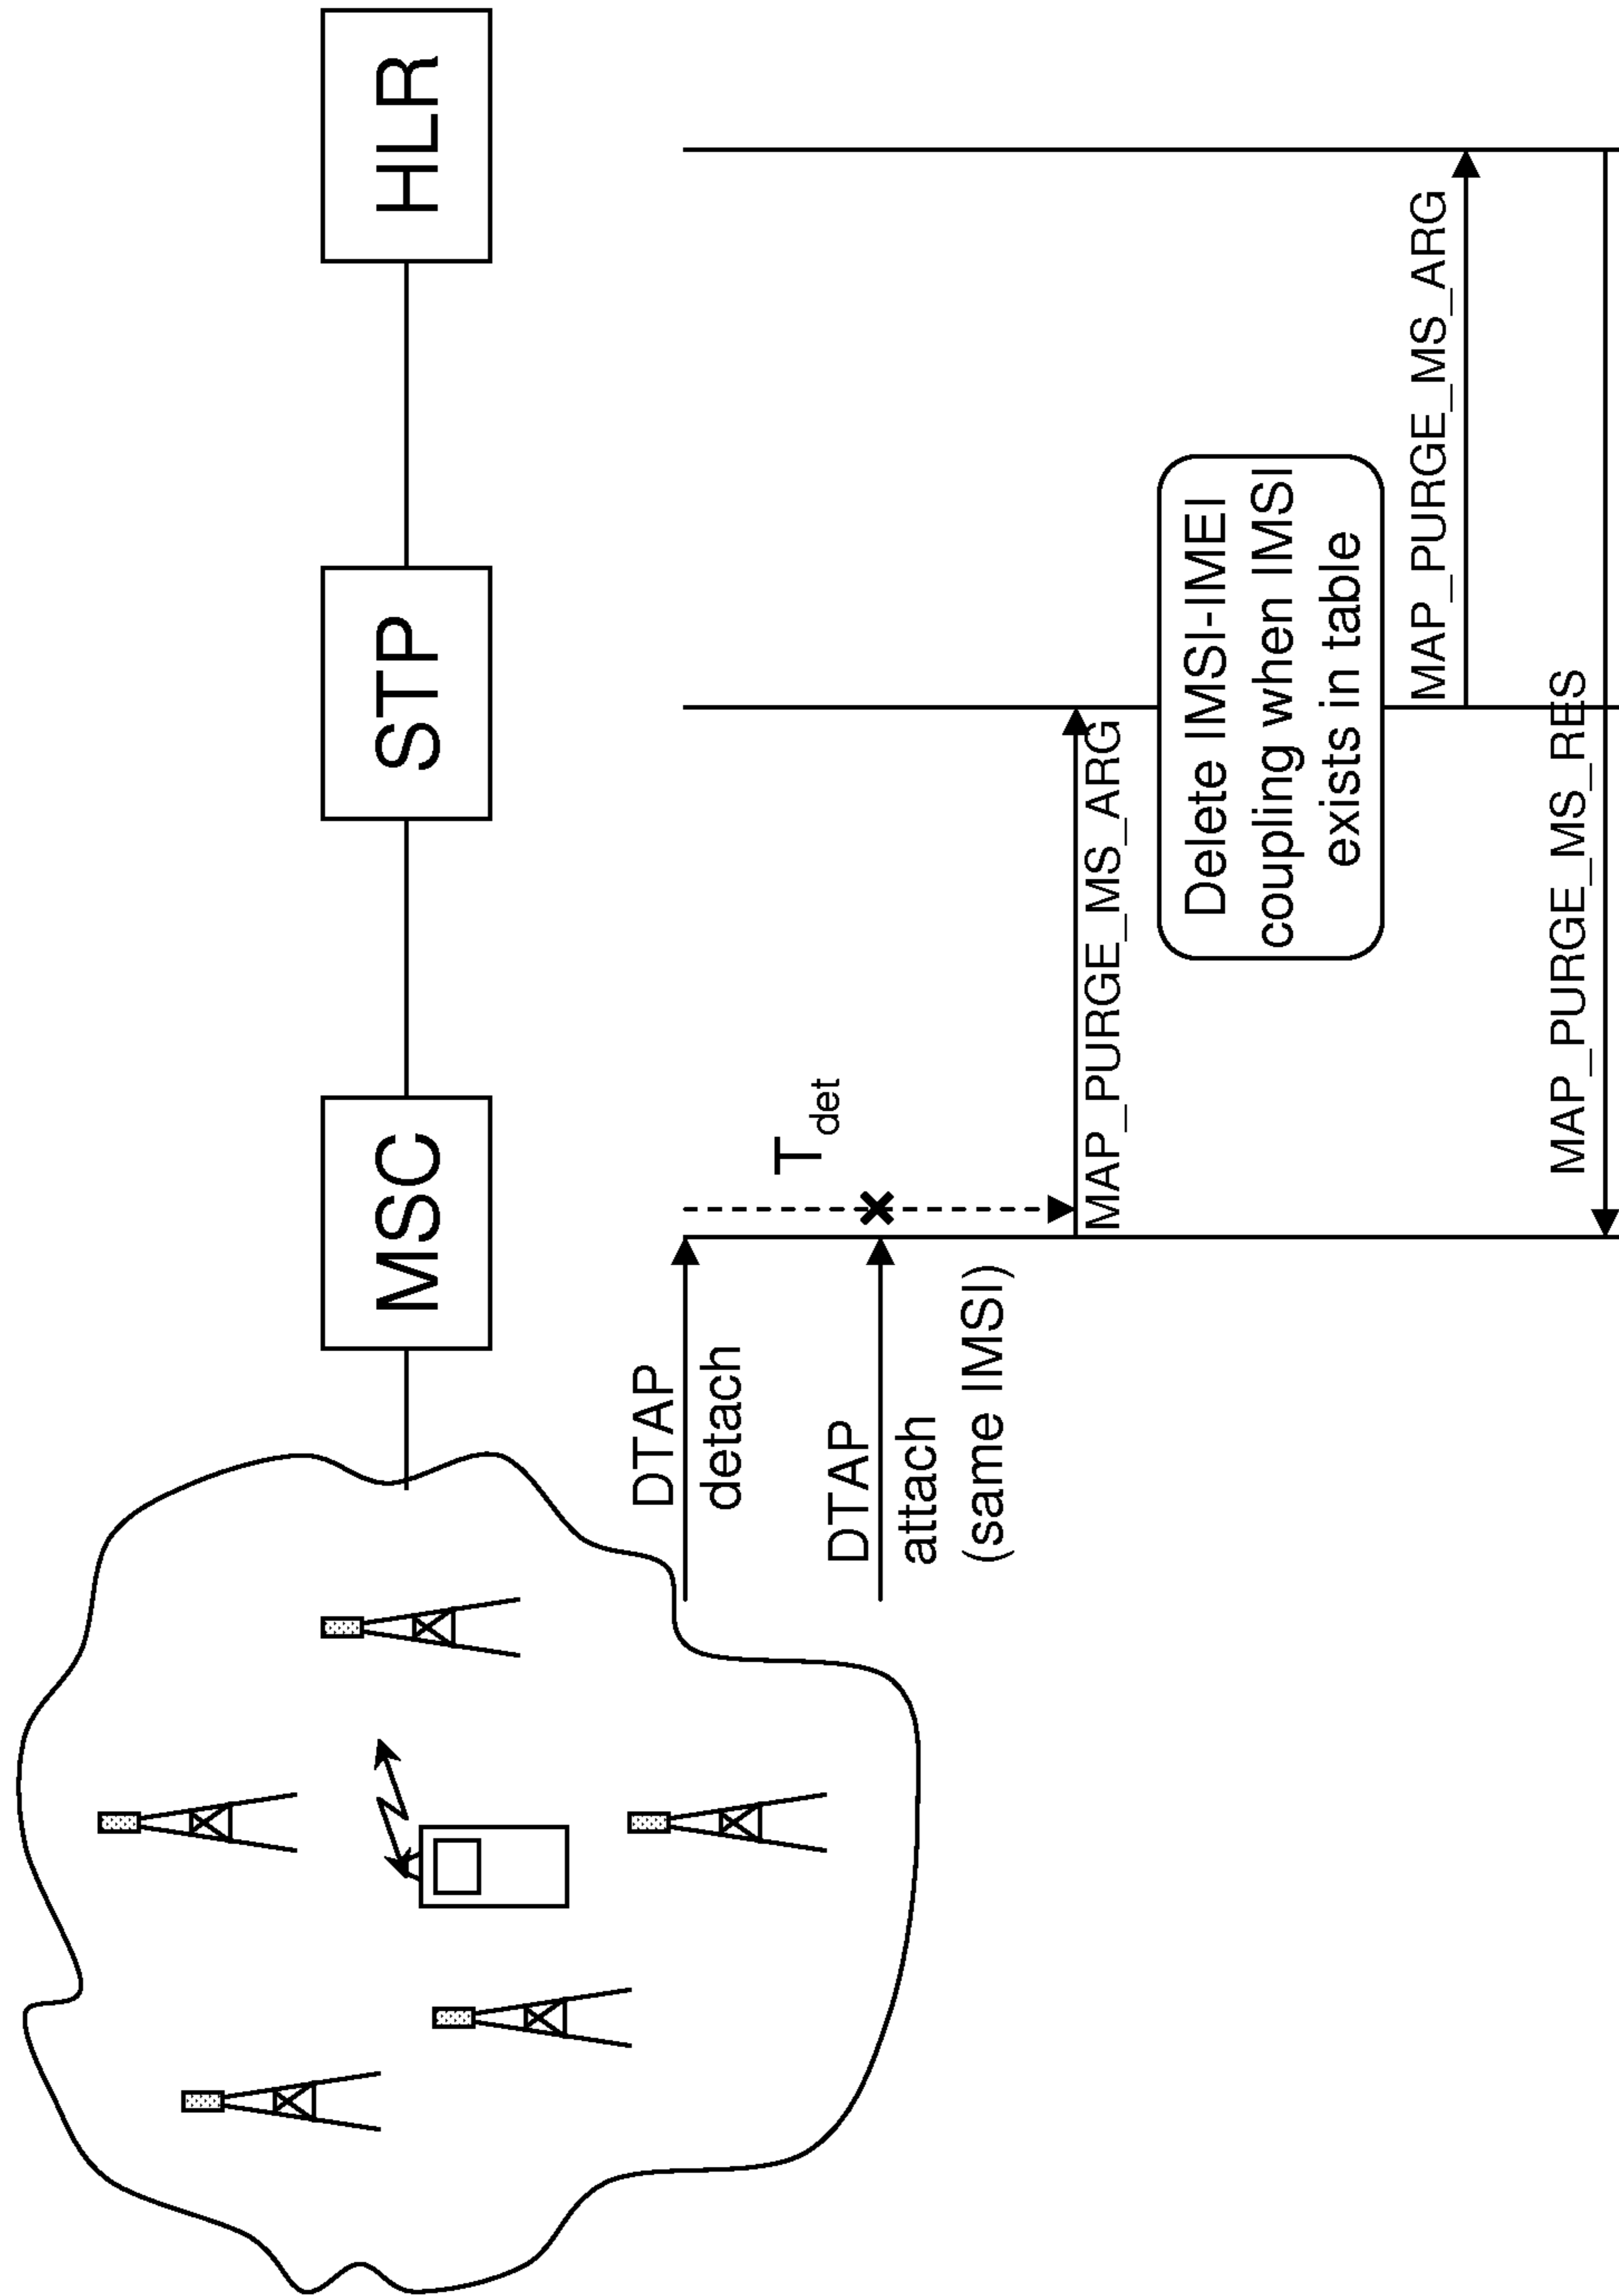 MSC
STP
HLR
DTAP
detach
T det
DTAP
attach
(same IMSI)
MAP_PURGE_MS_ARG
Delete IMSI-IMEI
coupling when IMSI
exists in table
MAP_PURGE_MS_ARG
MAP_PURGE_MS_RES